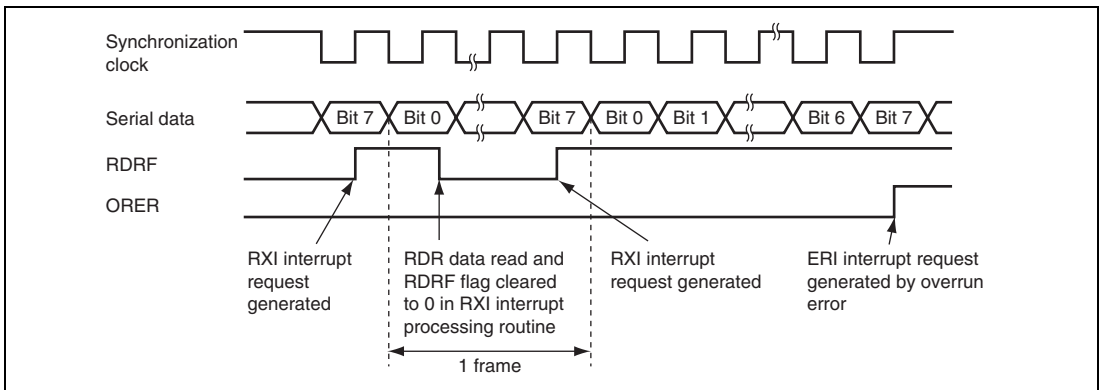 Synchronization
clock
Serial data
Bit 7 Bit 0 Bit 7 Bit 0 Bit 1 Bit 6 Bit 7
RDRF
ORER
RXI interrupt
request
generated
RDR data read and
RDRF flag cleared
to 0 in RXI interrupt
processing routine
RXI interrupt
request generated
ERI interrupt request
generated by overrun
error
1 frame